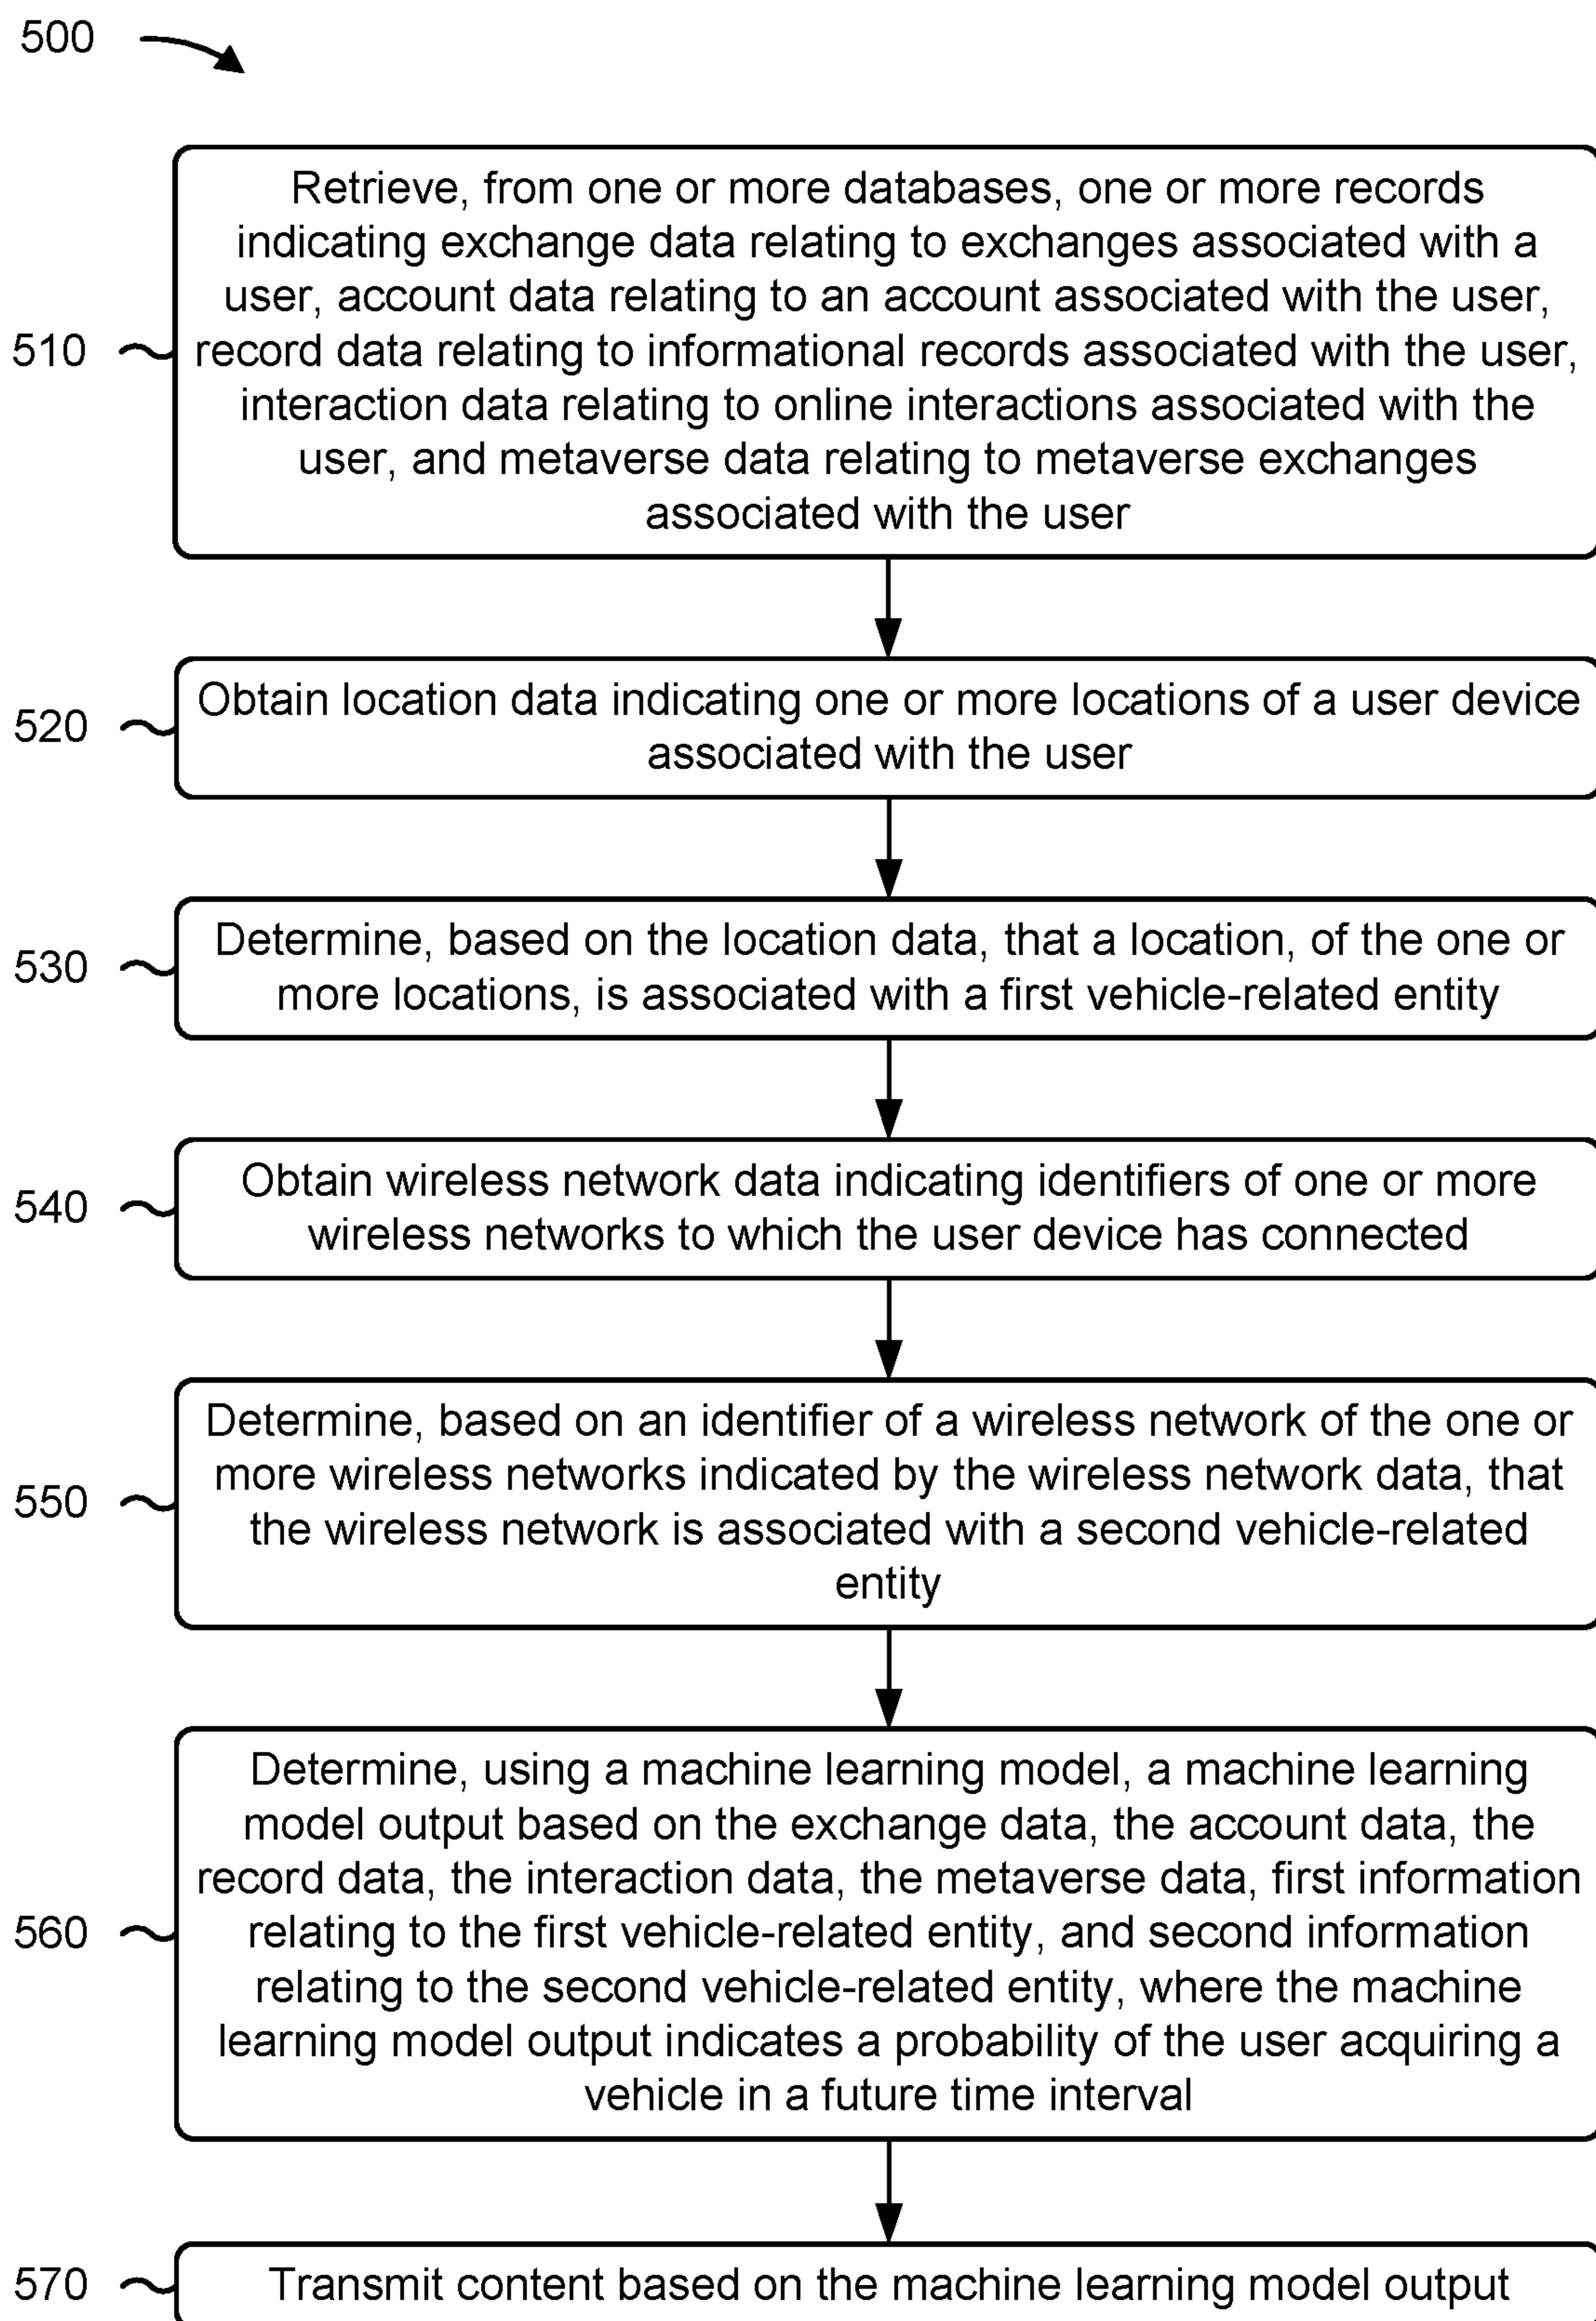 500
510
Retrieve, from one or more databases, one or more records
indicating exchange data relating to exchanges associated with a
user, account data relating to an account associated with the user,
record data relating to informational records associated with the user,
interaction data relating to online interactions associated with the
user, and metaverse data relating to metaverse exchanges
associated with the user
520
Obtain location data indicating one or more locations of a user device
associated with the user
530
Determine, based on the location data, that a location, of the one or
more locations, is associated with a first vehicle-related entity
540
Obtain wireless network data indicating identifiers of one or more
wireless networks to which the user device has connected
550
Determine, based on an identifier of a wireless network of the one or
more wireless networks indicated by the wireless network data, that
the wireless network is associated with a second vehicle-related
entity
560
Determine, using a machine learning model, a machine learning
model output based on the exchange data, the account data, the
record data, the interaction data, the metaverse data, first information
relating to the first vehicle-related entity, and second information
relating to the second vehicle-related entity, where the machine
learning model output indicates a probability of the user acquiring a
vehicle in a future time interval
570
Transmit content based on the machine learning model output